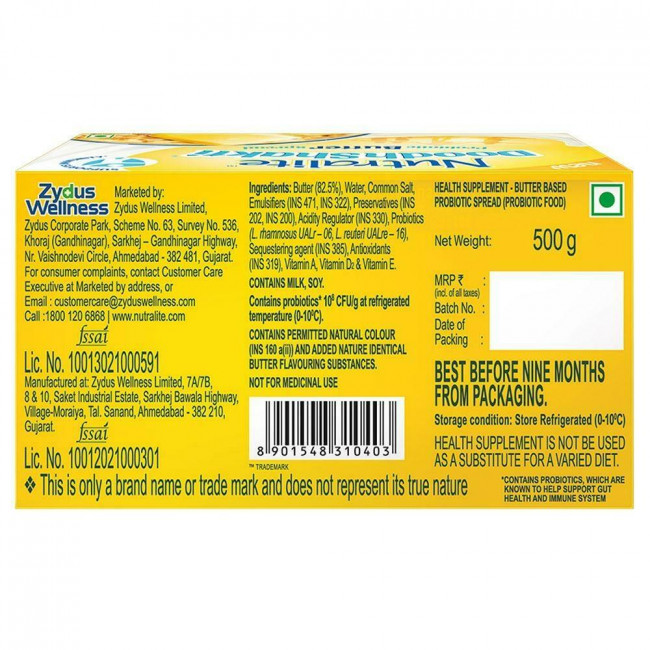 Nutralite
DoodhShakti
Probiotic Butter Spread
Zydus
Wellness
Marketed by:
Zydus Wellness Limited,
Zydus Corporate Park, Scheme No. 63, Survey No. 536,
Khoraj (Gandhinagar), Sarkhej – Gandhinagar Highway,
Nr. Vaishnodevi Circle, Ahmedabad - 382 481, Gujarat.
For consumer complaints, contact Customer Care
Executive at Marketed by address, or
Email : customercare@zyduswellness.com
Call :1800 120 6868 | www.nutralite.com
fssai
Lic. No. 10013021000591
Manufactured at: Zydus Wellness Limited, 7A/7B,
8 & 10, Saket Industrial Estate, Sarkhej Bawala Highway,
Village-Moraiya, Tal. Sanand, Ahmedabad - 382 210,
Gujarat.
fssai
Lic. No. 10012021000301
❖ This is only a brand name or trade mark and does not represent its true nature
Ingredients: Butter (82.5%), Water, Common Salt,
Emulsifiers (INS 471, INS 322), Preservatives (INS
202, INS 200), Acidity Regulator (INS 330), Probiotics
(L. rhamnosus UALr – 06, L. reuteri UALre – 16),
Sequestering agent (INS 385), Antioxidants
(INS 319), Vitamin A, Vitamin D₂ & Vitamin E.
CONTAINS MILK, SOY.
Contains probiotics* 10⁸ CFU/g at refrigerated
temperature (0-10⁰C).
CONTAINS PERMITTED NATURAL COLOUR
(INS 160 a(ii)) AND ADDED NATURE IDENTICAL
BUTTER FLAVOURING SUBSTANCES.
NOT FOR MEDICINAL USE
8 901548 310403
™ TRADEMARK
HEALTH SUPPLEMENT - BUTTER BASED
PROBIOTIC SPREAD (PROBIOTIC FOOD)
Net Weight: 500 g
MRP ₹ :
(incl. of all taxes)
Batch No. :
Date of
Packing :
BEST BEFORE NINE MONTHS
FROM PACKAGING.
Storage condition: Store Refrigerated (0-10⁰C)
HEALTH SUPPLEMENT IS NOT BE USED
AS A SUBSTITUTE FOR A VARIED DIET.
*CONTAINS PROBIOTICS, WHICH ARE
KNOWN TO HELP SUPPORT GUT
HEALTH AND IMMUNE SYSTEM